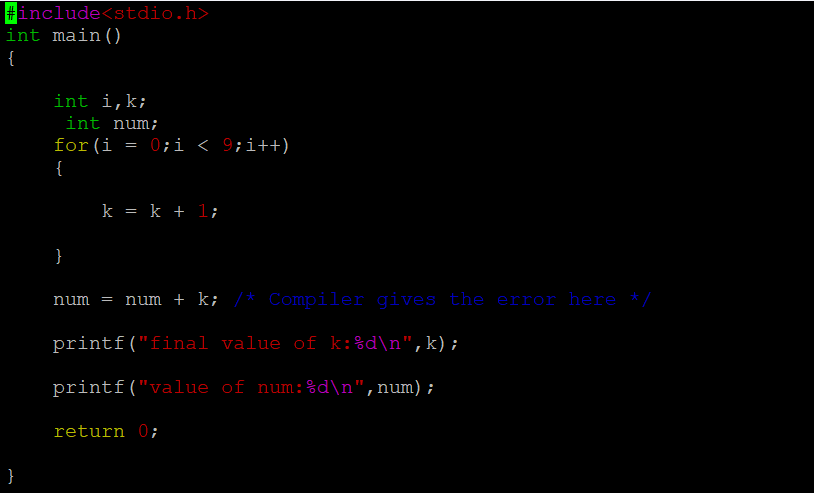 #include<stdio.h>
int main()
{
int i,k;
int num;
for(i = 0;i < 9;i++)
{
k = k + 1;
}
num = num + k; /* Compiler gives the error here */
printf("final value of k:%d\n",k);
printf("value of num:%d\n",num);
return 0;
}